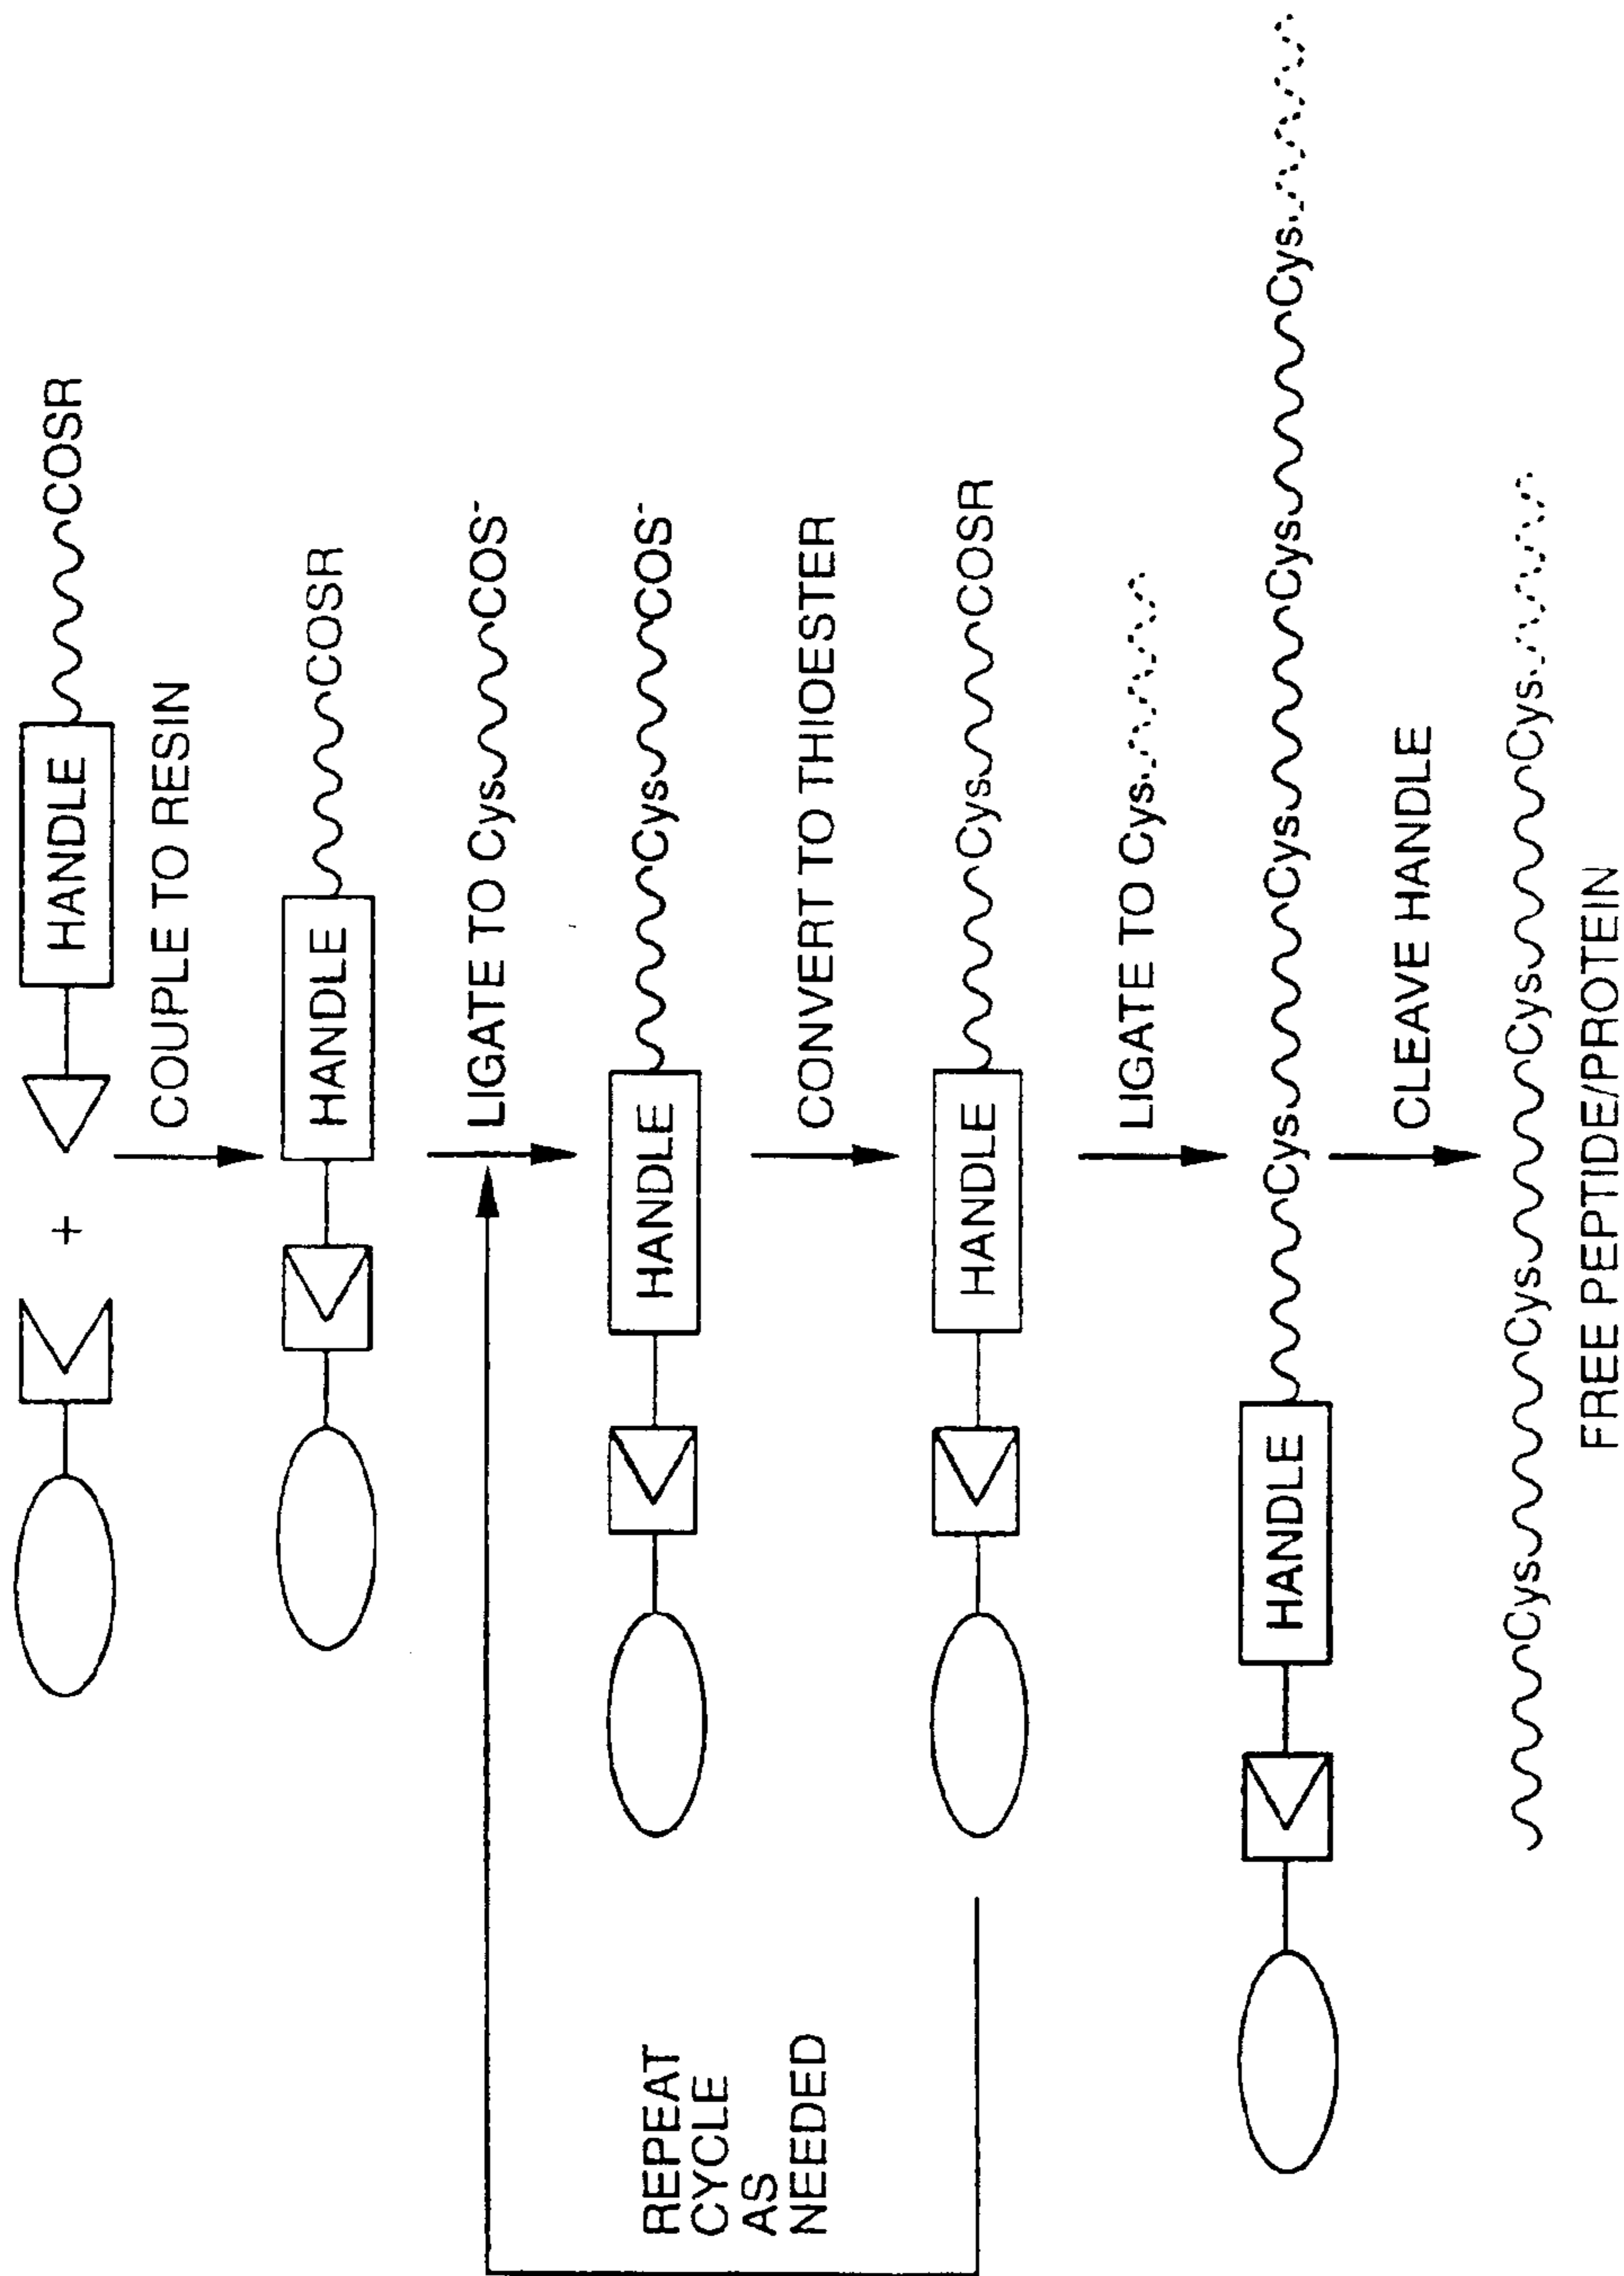 + HANDLE COSR
COUPLE TO RESIN
HANDLE COSR
LIGATE TO Cys COS⁻
HANDLE Cys COS⁻
REPEAT
CYCLE
AS
NEEDED
CONVERT TO THIOESTER
HANDLE Cys COSR
LIGATE TO Cys
HANDLE Cys Cys Cys Cys
CLEAVE HANDLE
Cys Cys Cys Cys
FREE PEPTIDE/PROTEIN